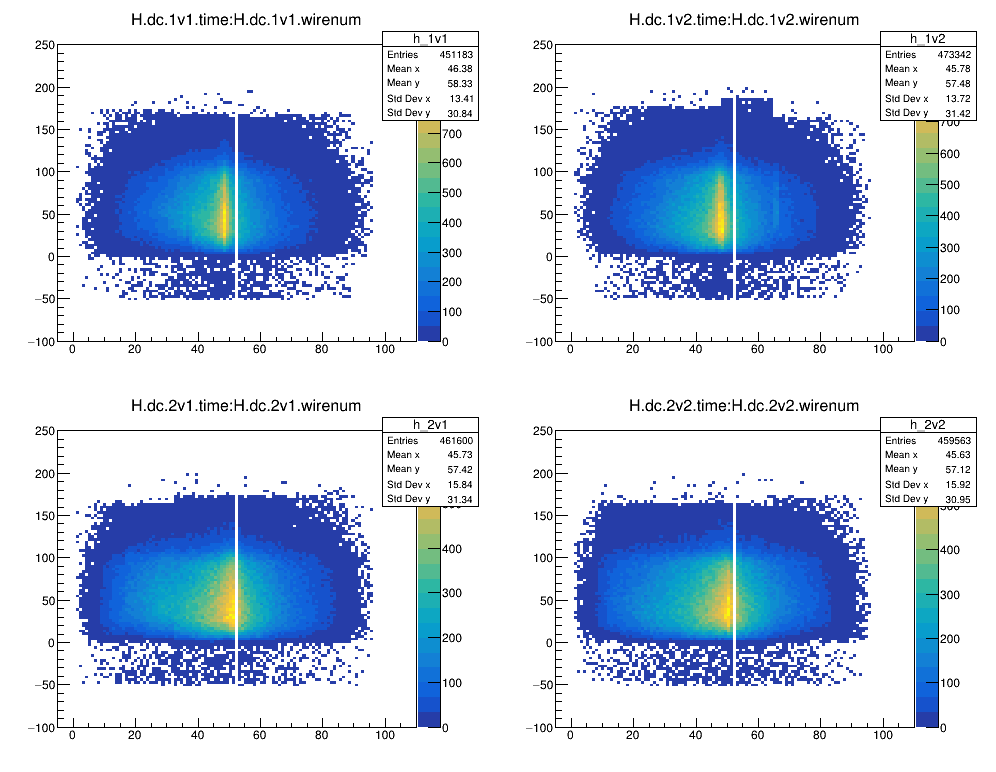 H.dc.1v1.time:H.dc.1v1.wirenum
h_1v1
Entries 451183
Mean x 46.38
Mean y 58.33
Std Dev x 13.41
Std Dev y 30.84
250
200
150
100
50
0
−50
−100
0 20 40 60 80 100
700
600
500
400
300
200
100
0
H.dc.1v2.time:H.dc.1v2.wirenum
h_1v2
Entries 473342
Mean x 45.78
Mean y 57.48
Std Dev x 13.72
Std Dev y 31.42
250
200
150
100
50
0
−50
−100
0 20 40 60 80 100
700
600
500
400
300
200
100
0
H.dc.2v1.time:H.dc.2v1.wirenum
h_2v1
Entries 461600
Mean x 45.73
Mean y 57.42
Std Dev x 15.84
Std Dev y 31.34
250
200
150
100
50
0
−50
−100
0 20 40 60 80 100
400
300
200
100
0
H.dc.2v2.time:H.dc.2v2.wirenum
h_2v2
Entries 459563
Mean x 45.63
Mean y 57.12
Std Dev x 15.92
Std Dev y 30.95
250
200
150
100
50
0
−50
−100
0 20 40 60 80 100
500
400
300
200
100
0